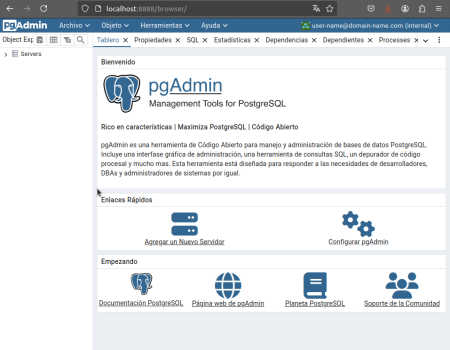 localhost:8888/browser/
pgAdmin Archivo Objeto Herramientas Ayuda user-name@domain-name.com (internal)
Object Exp Tablero Propiedades SQL Estadísticas Dependencias Dependientes Processes
Servers
Bienvenido
pgAdmin
Management Tools for PostgreSQL
Rico en características | Maximiza PostgreSQL | Código Abierto
pgAdmin es una herramienta de Código Abierto para manejo y administración de bases de datos PostgreSQL.
Incluye una interfase gráfica de administración, una herramienta de consultas SQL, un depurador de código
procesal y mucho mas. Esta herramienta está diseñada para responder a las necesidades de desarrolladores,
DBAs y administradores de sistemas por igual.
Enlaces Rápidos
Agregar un Nuevo Servidor Configurar pgAdmin
Empezando
Documentación PostgreSQL Página web de pgAdmin Planeta PostgreSQL Soporte de la Comunidad